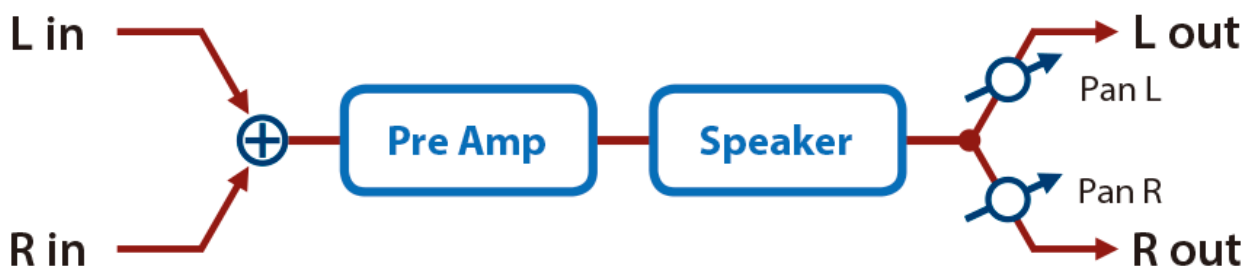 L in
R in
Pre Amp
Speaker
L out
Pan L
Pan R
R out